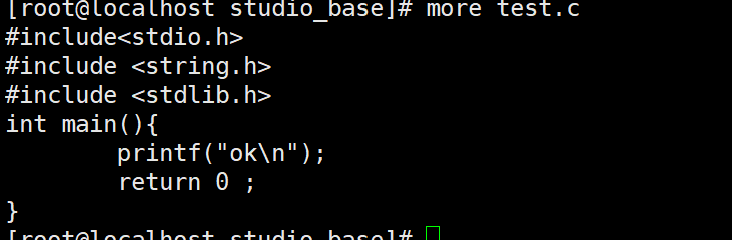 [root@localhost studio_base]# more test.c
#include<stdio.h>
#include <string.h>
#include <stdlib.h>
int main(){
        printf("ok\n");
        return 0 ;
}
[root@localhost studio_base]#